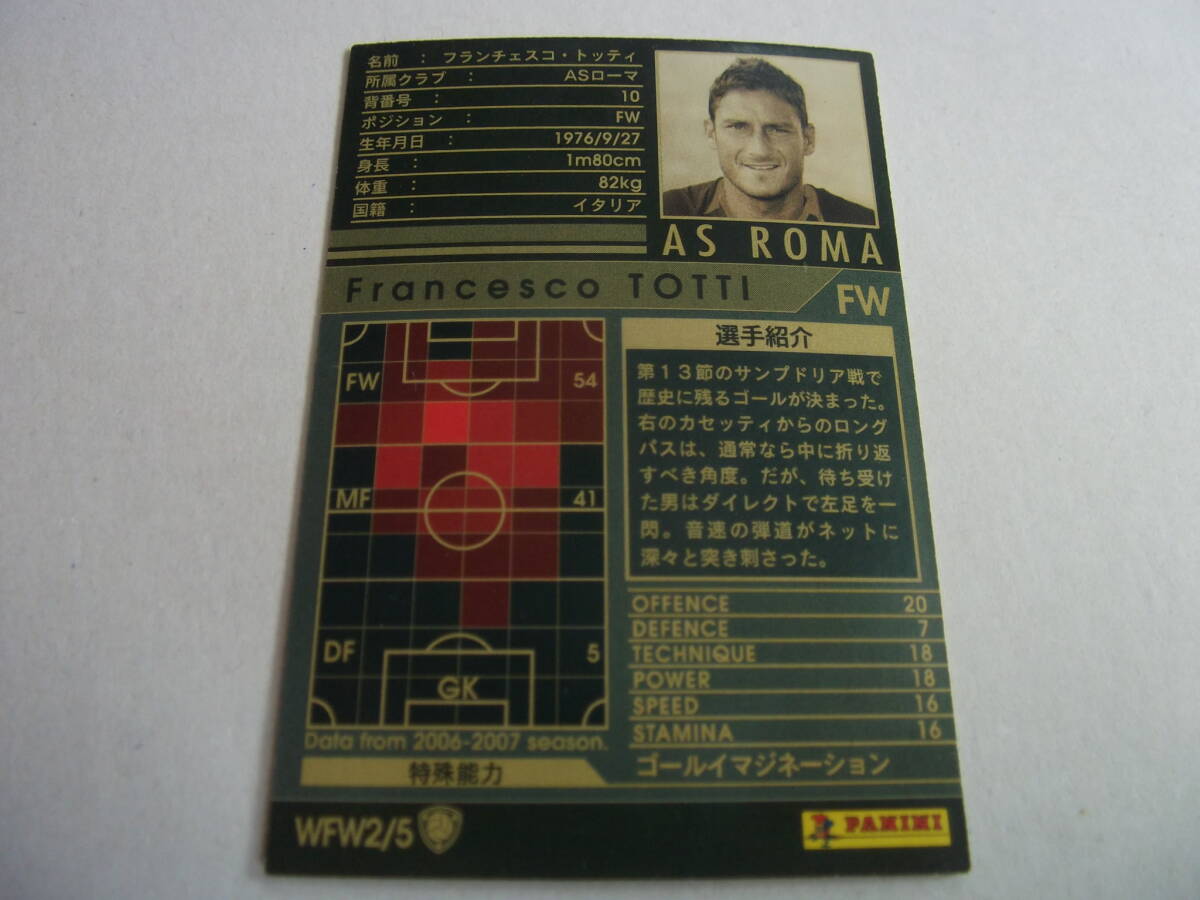 名前 : フランチェスコ・トッティ
所属クラブ : ASローマ
背番号 : 10
ポジション : FW
生年月日 : 1976/9/27
身長 : 1m80cm
体重 : 82kg
国籍 : イタリア
AS ROMA
Francesco TOTTI
FW
FW 54
MF 41
DF 5
GK
Data from 2006-2007 season.
選手紹介
第13節のサンプドリア戦で
歴史に残るゴールが決まった。
右のカセッティからのロング
パスは、通常なら中に折り返
すべき角度。だが、待ち受け
た男はダイレクトで左足を一
閃。音速の弾道がネットに
深々と突き刺さった。
OFFENCE 20
DEFENCE 7
TECHNIQUE 18
POWER 18
SPEED 16
STAMINA 16
特殊能力
ゴールイマジネーション
WFW2/5
PANINI